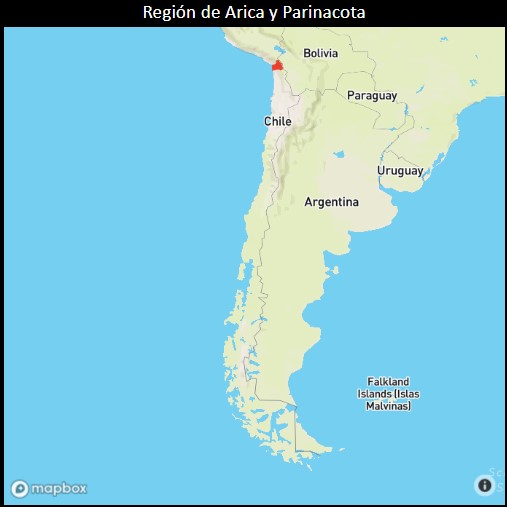 Región de Arica y Parinacota
Bolivia
Paraguay
Chile
Uruguay
Argentina
Falkland
Islands (Islas
Malvinas)
mapbox